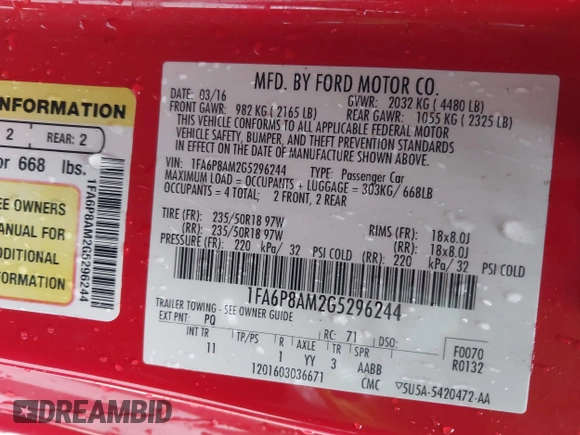 NFORMATION
2 REAR: 2
or 668 lbs.
EE OWNERS
ANUAL FOR
DDITIONAL
FORMATION
1FA6P8AM2G5296244
MFD. BY FORD MOTOR CO.
DATE: 03/16 GVWR: 2032 KG ( 4480 LB)
FRONT GAWR: 982 KG ( 2165 LB) REAR GAWR: 1055 KG ( 2325 LB)
THIS VEHICLE CONFORMS TO ALL APPLICABLE FEDERAL MOTOR
VEHICLE SAFETY, BUMPER, AND THEFT PREVENTION STANDARDS
IN EFFECT ON THE DATE OF MANUFACTURE SHOWN ABOVE.
VIN: 1FA6P8AM2G5296244
TYPE: Passenger Car
MAXIMUM LOAD = OCCUPANTS + LUGGAGE = 303KG/ 668LB
OCCUPANTS = 4 TOTAL: 2 FRONT, 2 REAR
TIRE (FR): 235/50R18 97W RIMS (FR): 18x8.0J
(RR): 235/50R18 97W (RR): 18x8.0J
PRESSURE (FR): 220 kPa/ 32 PSI COLD (RR): 220 kPa/ 32 PSI COLD
1FA6P8AM2G5296244
TRAILER TOWING - SEE OWNER GUIDE
EXT PNT: PQ RC: 71 DSO: F0070
INT TR TP/PS R AXLE TR SPR R0132
11 1 YY 3 AABB
1201603036671 CMC 5U5A-5420472-AA
DREAMBID